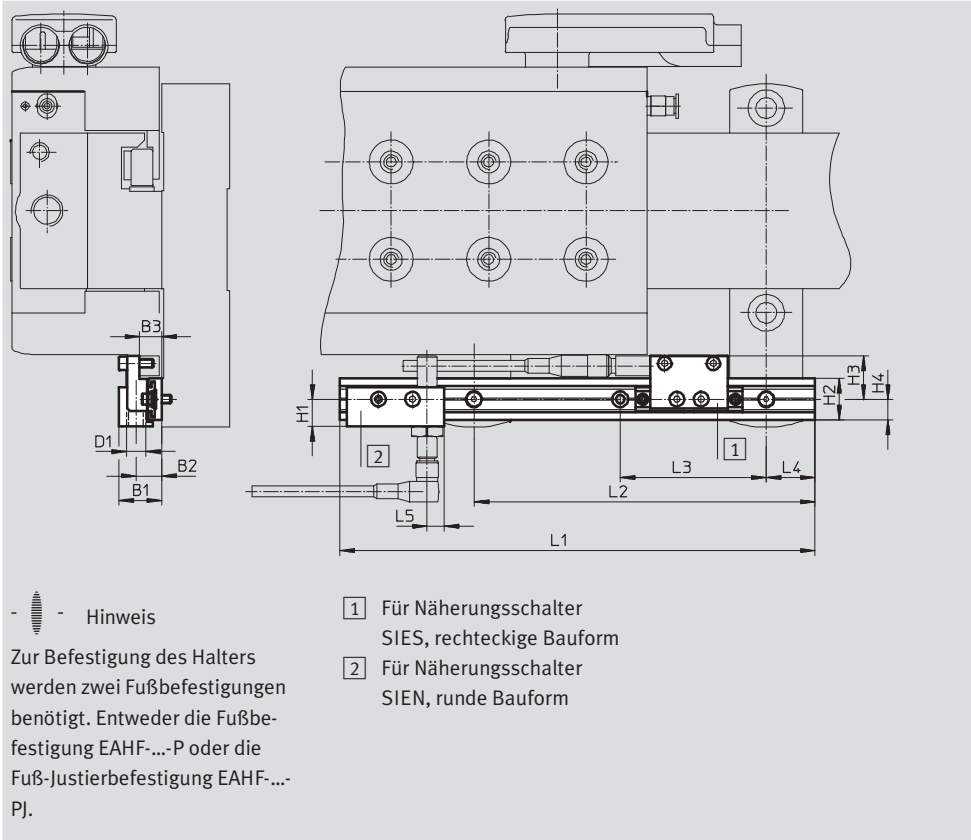 B3
D1
B2
B1
H1
H3
H2
H4
2
1
L3
L4
L2
L5
L1
- - Hinweis
Zur Befestigung des Halters
werden zwei Fußbefestigungen
benötigt. Entweder die Fußbe-
festigung EAHF-...-P oder die
Fuß-Justierbefestigung EAHF-...-
PJ.
1 Für Näherungsschalter
SIES, rechteckige Bauform
2 Für Näherungsschalter
SIEN, runde Bauform